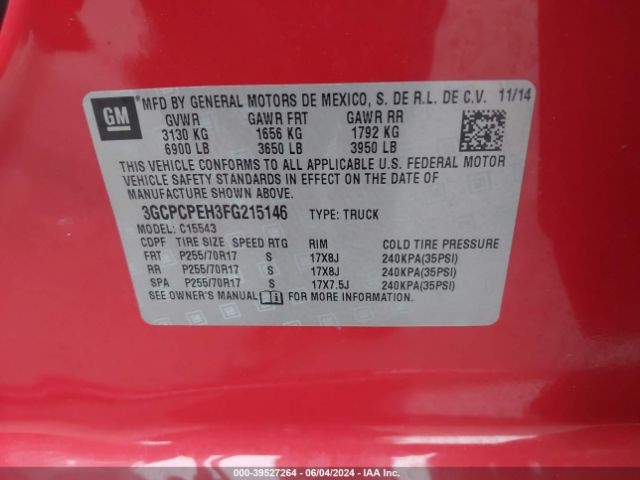 GM
MFD BY GENERAL MOTORS DE MEXICO, S. DE R.L. DE C.V. 11/14
GVWR GAWR FRT GAWR RR
3130 KG 1656 KG 1792 KG
6900 LB 3650 LB 3950 LB
THIS VEHICLE CONFORMS TO ALL APPLICABLE U.S. FEDERAL MOTOR
VEHICLE SAFETY STANDARDS IN EFFECT ON THE DATE OF
MANUFACTURE SHOWN ABOVE.
3GCPCPEH3FG215146 TYPE: TRUCK
MODEL: C15543
CDPF TIRE SIZE SPEED RTG RIM COLD TIRE PRESSURE
FRT P255/70R17 S 17X8J 240KPA(35PSI)
RR P255/70R17 S 17X8J 240KPA(35PSI)
SPA P255/70R17 S 17X7.5J 240KPA(35PSI)
SEE OWNER'S MANUAL FOR MORE INFORMATION.
3GCPCPEH3FG215146 - 39527264 - 06/04/2024 - IAA Inc.